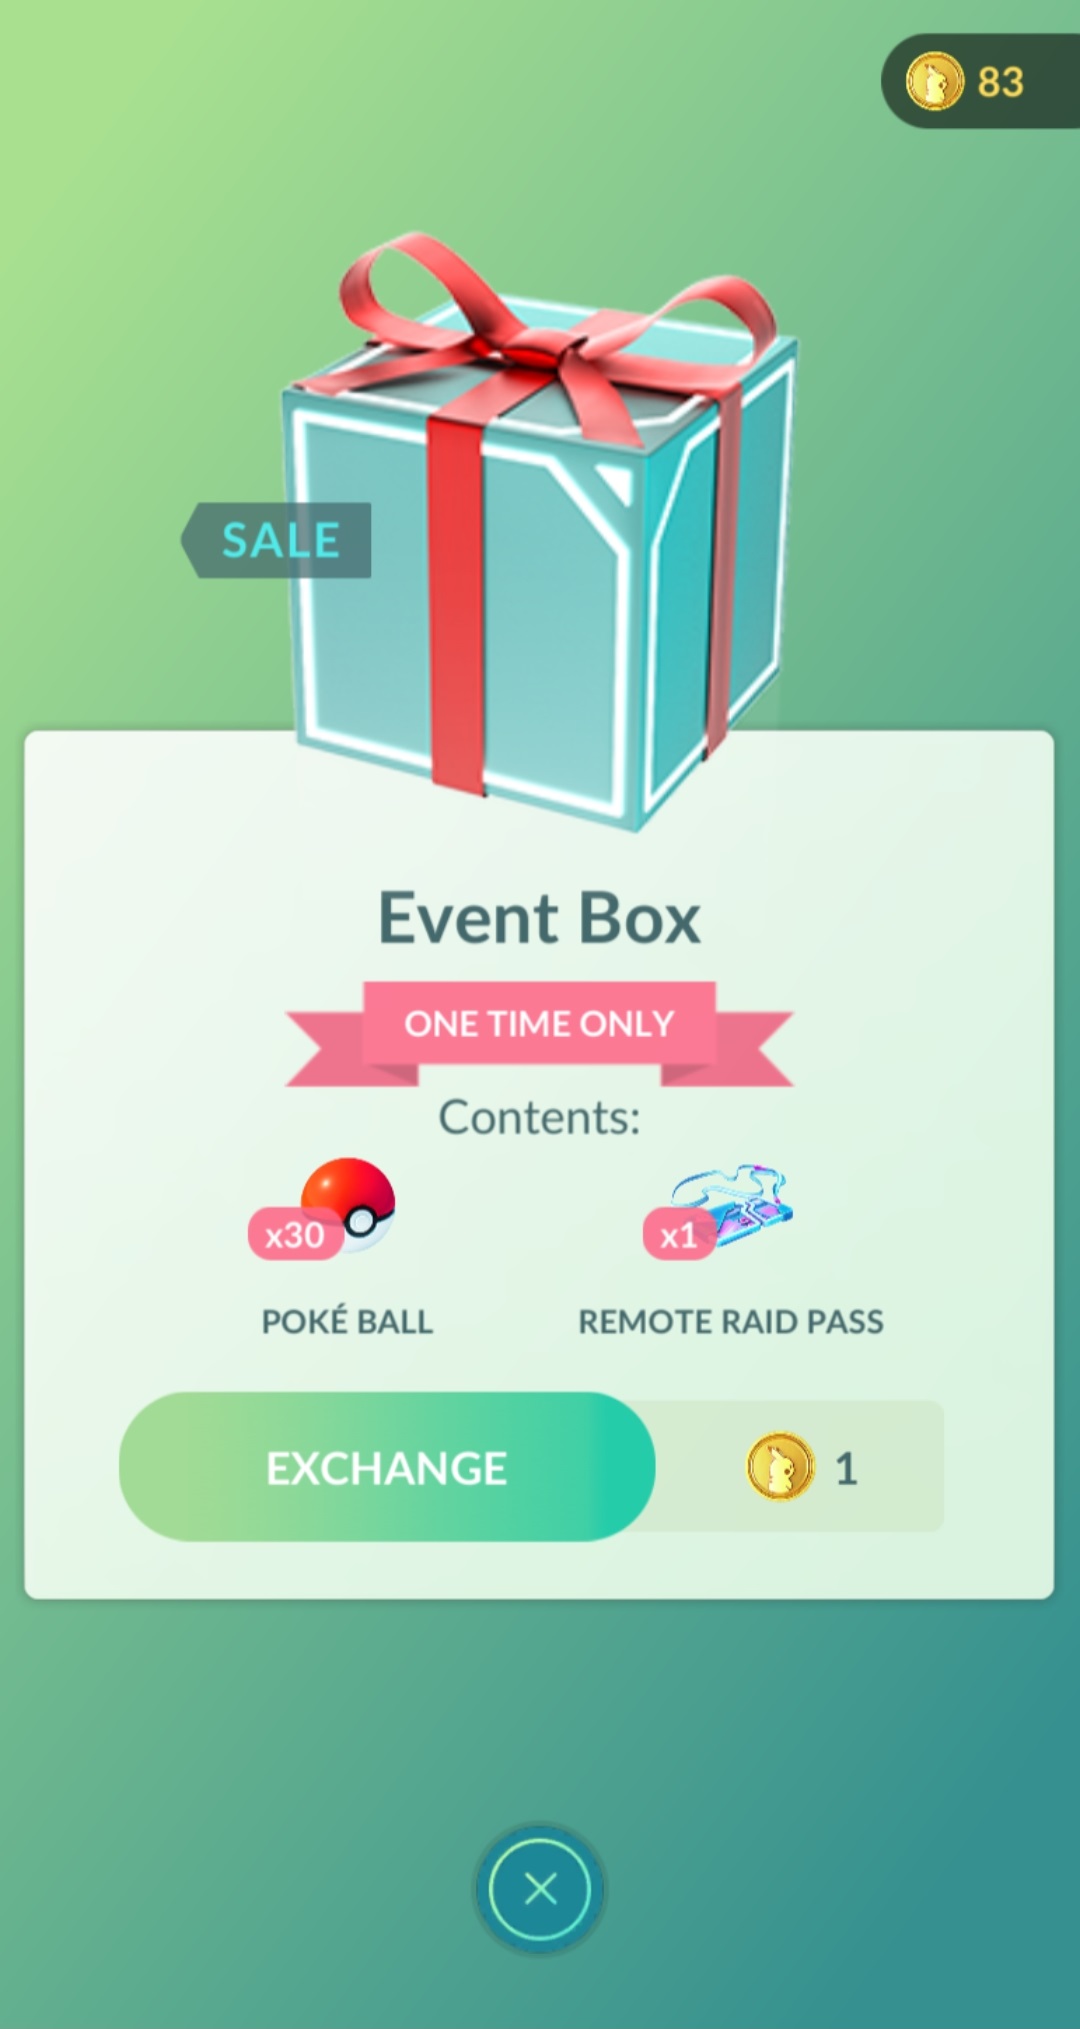 83
SALE
Event Box
ONE TIME ONLY
Contents:
x30
x1
POKÉ BALL
REMOTE RAID PASS
EXCHANGE
1